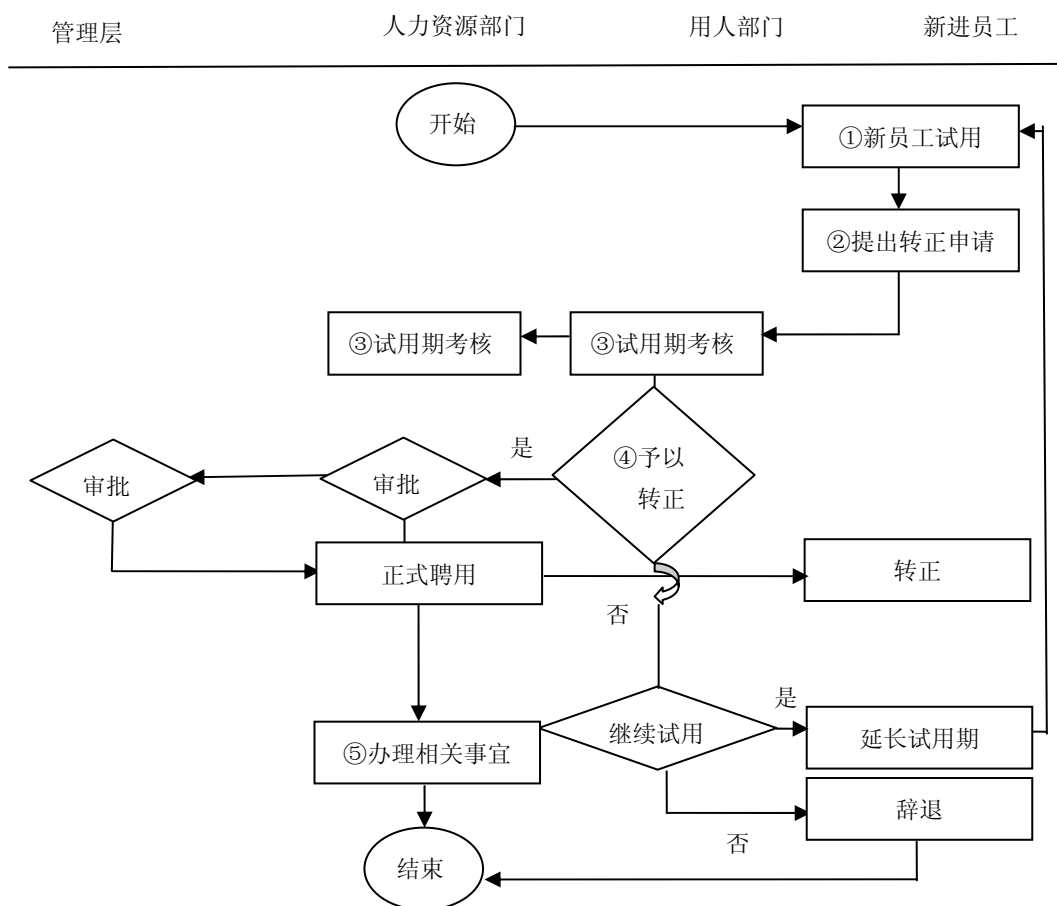 管理层 人力资源部门 用人部门 新进员工
开始
①新员工试用
②提出转正申请
③试用期考核 ③试用期考核
④予以
转正
是
审批 审批
正式聘用 转正
否
继续试用
是
延长试用期
⑤办理相关事宜
辞退
否
结束